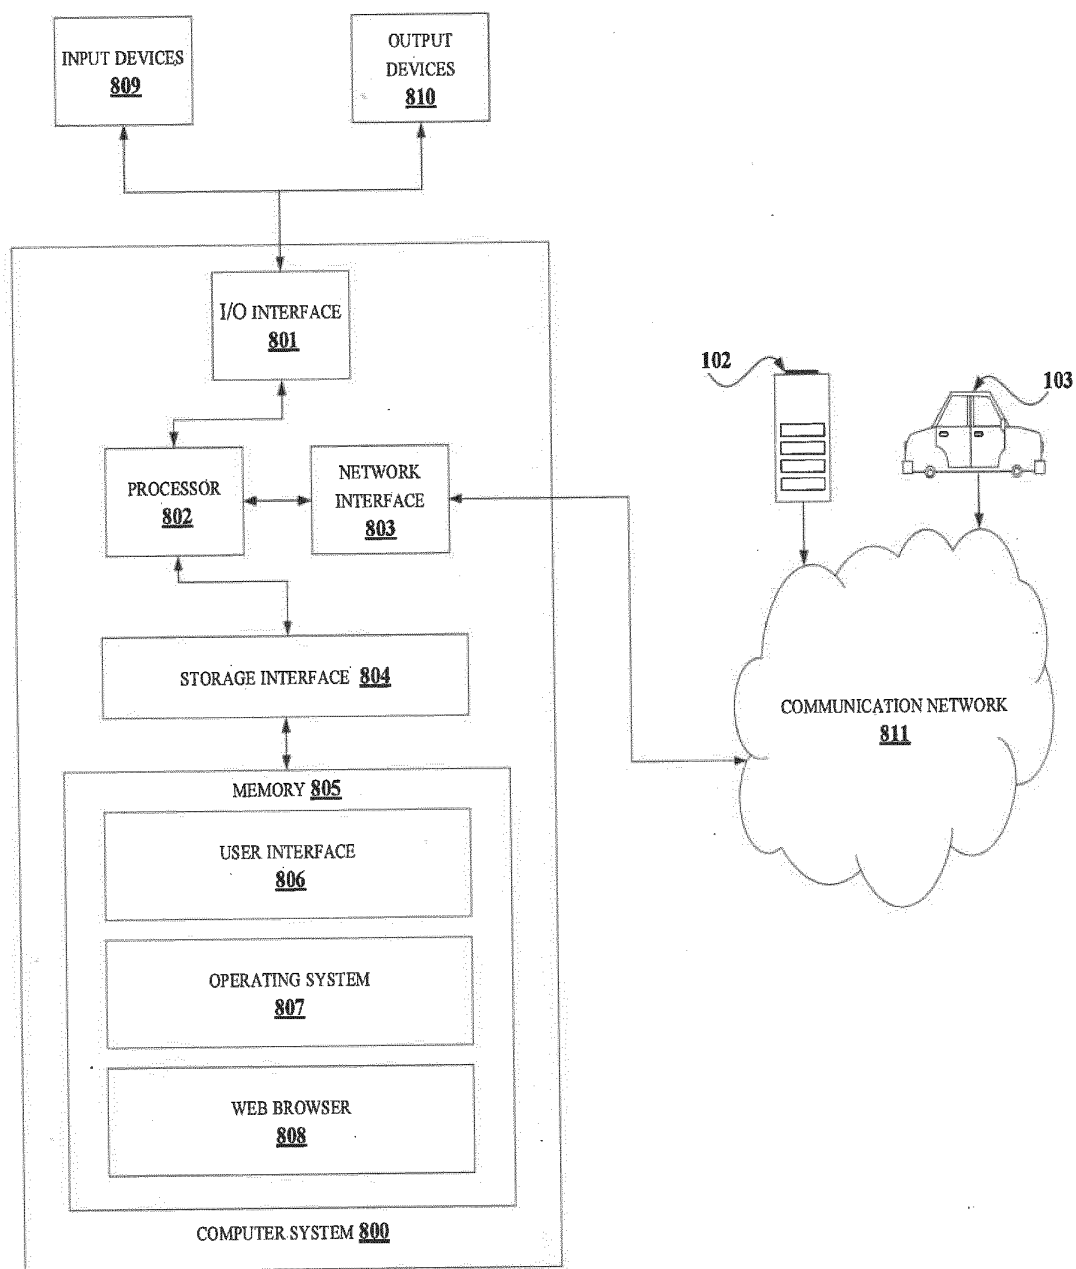 INPUT DEVICES
809
OUTPUT
DEVICES
810
I/O INTERFACE
801
PROCESSOR
802
NETWORK
INTERFACE
803
STORAGE INTERFACE 804
MEMORY 805
USER INTERFACE
806
OPERATING SYSTEM
807
WEB BROWSER
808
COMPUTER SYSTEM 800
102
103
COMMUNICATION NETWORK
811